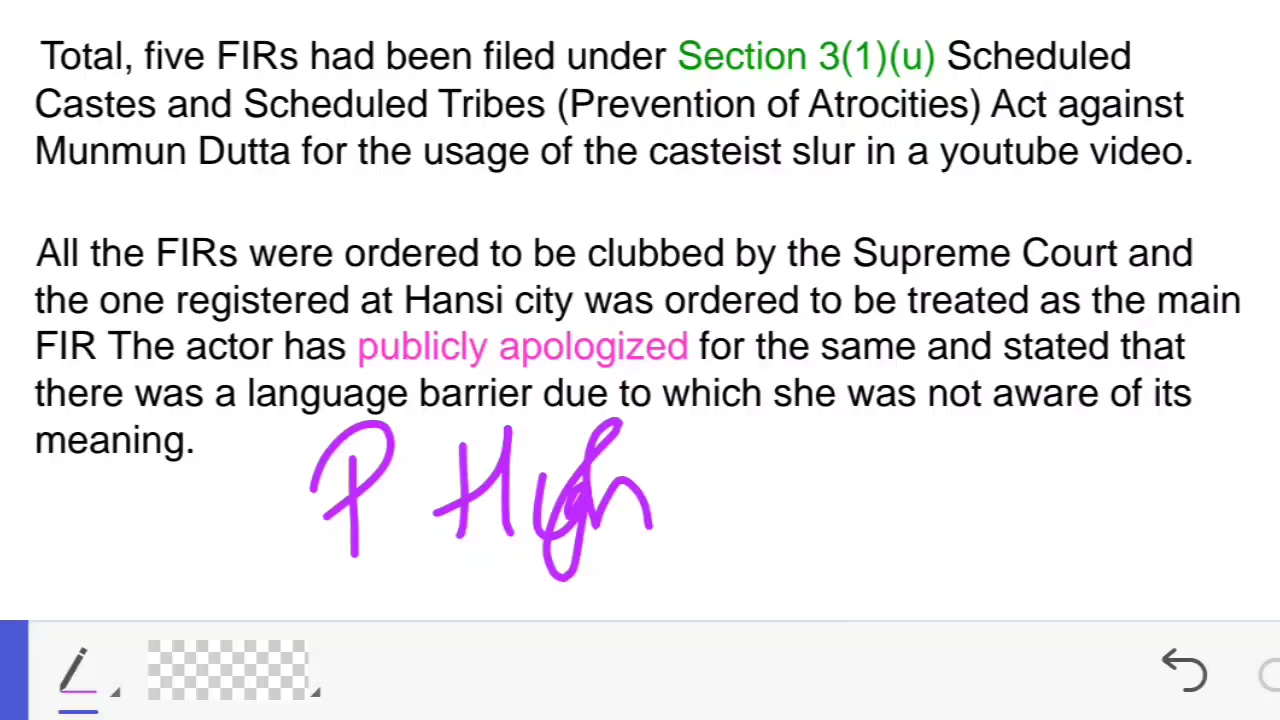 Total, five FIRs had been filed under Section 3(1)(u) Scheduled
Castes and Scheduled Tribes (Prevention of Atrocities) Act against
Munmun Dutta for the usage of the casteist slur in a youtube video.
All the FIRs were ordered to be clubbed by the Supreme Court and
the one registered at Hansi city was ordered to be treated as the main
FIR The actor has publicly apologized for the same and stated that
there was a language barrier due to which she was not aware of its
meaning.
P High